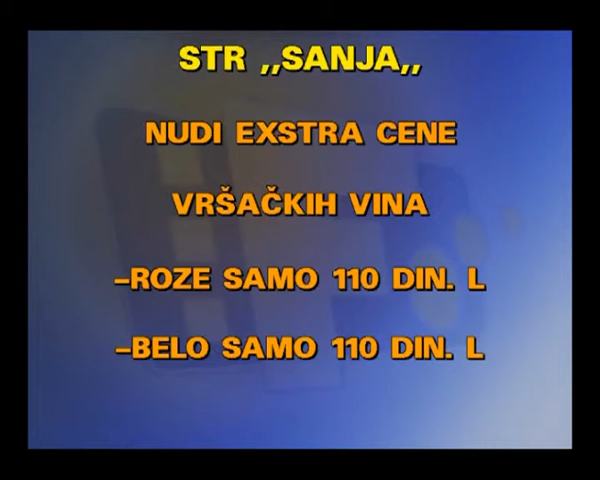 STR ,,SANJA,,
NUDI EXSTRA CENE
VRŠAČKIH VINA
–ROZE SAMO 110 DIN. L
–BELO SAMO 110 DIN. L